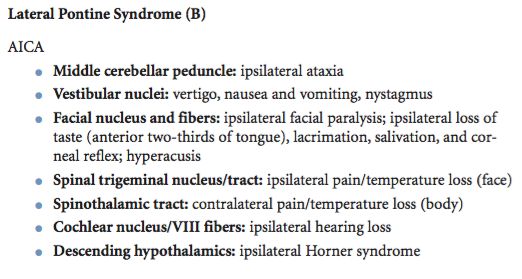 Lateral Pontine Syndrome (B)
AICA
• Middle cerebellar peduncle: ipsilateral ataxia
• Vestibular nuclei: vertigo, nausea and vomiting, nystagmus
• Facial nucleus and fibers: ipsilateral facial paralysis; ipsilateral loss of
taste (anterior two-thirds of tongue), lacrimation, salivation, and cor-
neal reflex; hyperacusis
• Spinal trigeminal nucleus/tract: ipsilateral pain/temperature loss (face)
• Spinothalamic tract: contralateral pain/temperature loss (body)
• Cochlear nucleus/VIII fibers: ipsilateral hearing loss
• Descending hypothalamics: ipsilateral Horner syndrome